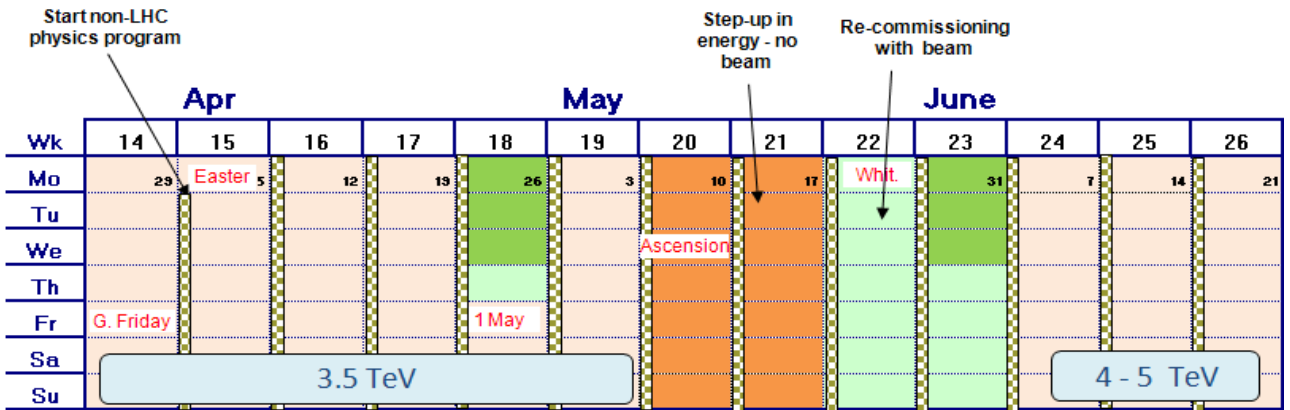 Start non-LHC
physics program
Step-up in
energy - no
beam
Re-commissioning
with beam
Apr May June
Wk 14 15 16 17 18 19 20 21 22 23 24 25 26
Mo 29 Easter 5 12 19 26 3 10 17 Whit. 31 7 14 21
Tu
We Ascension
Th
Fr G. Friday 1 May
Sa
3.5 TeV 4 - 5 TeV
Su